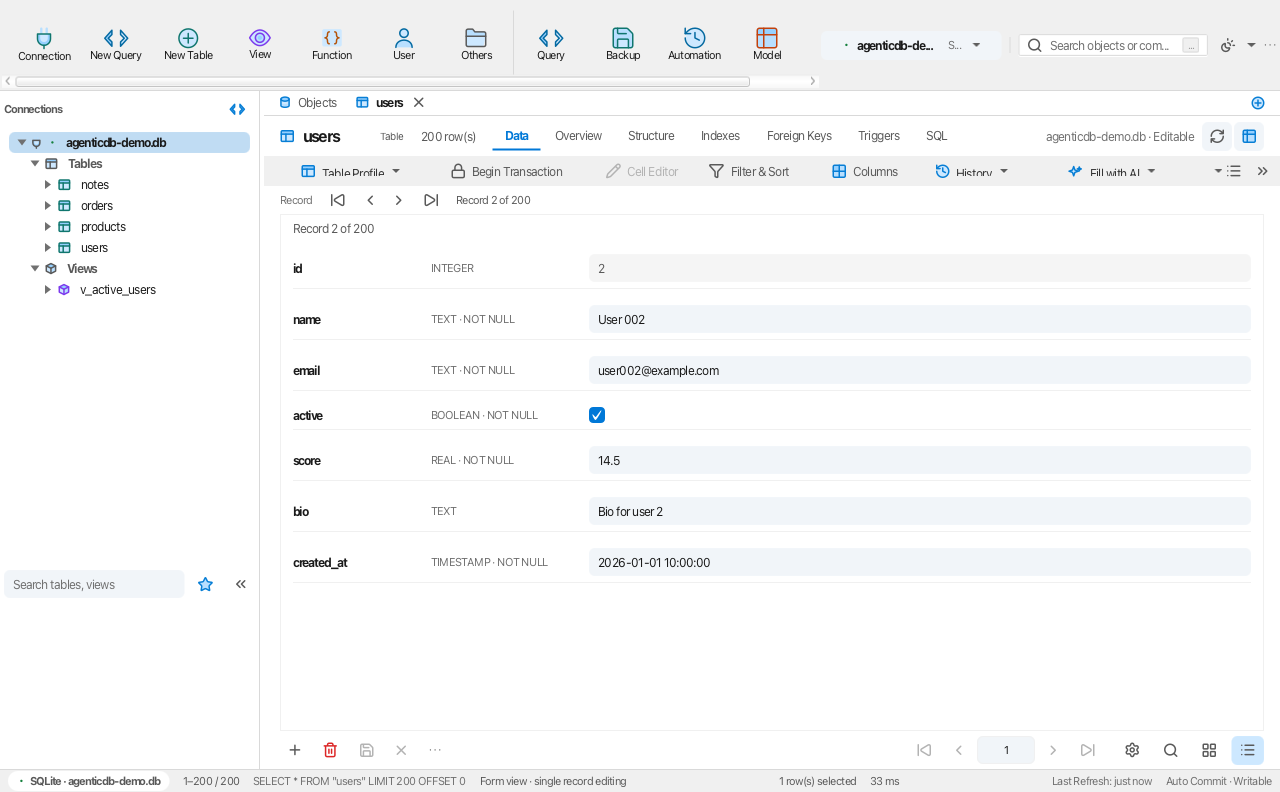 Connection
New Query
New Table
View
Function
User
Others
Query
Backup
Automation
Model
agenticdb-de...
S...
Search objects or com...
...
Connections
agenticdb-demo.db
Tables
notes
orders
products
users
Views
v_active_users
Search tables, views
Objects
users
users
Table
200 row(s)
Data
Overview
Structure
Indexes
Foreign Keys
Triggers
SQL
agenticdb-demo.db · Editable
Table Profile
Begin Transaction
Cell Editor
Filter & Sort
Columns
History
Fill with AI
Record
Record 2 of 200
Record 2 of 200
id INTEGER 2
name TEXT · NOT NULL User 002
email TEXT · NOT NULL user002@example.com
active BOOLEAN · NOT NULL
score REAL · NOT NULL 14.5
bio TEXT Bio for user 2
created_at TIMESTAMP · NOT NULL 2026-01-01 10:00:00
1
SQLite · agenticdb-demo.db
1–200 / 200
SELECT * FROM "users" LIMIT 200 OFFSET 0
Form view · single record editing
1 row(s) selected
33 ms
Last Refresh: just now
Auto Commit · Writable